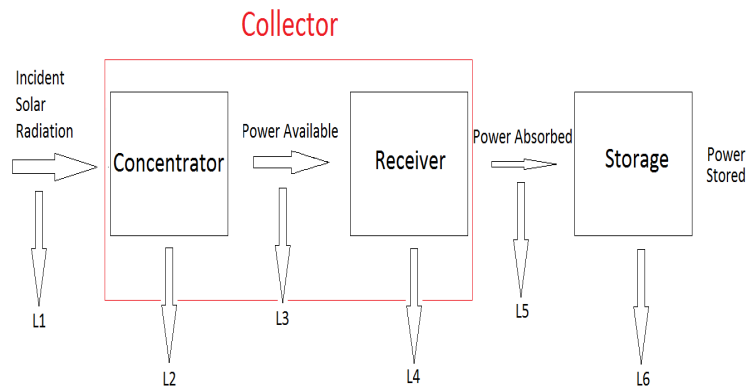 Collector
Incident
Solar
Radiation
Concentrator
Power Available
Receiver
Power Absorbed
Storage
Power
Stored
L1
L2
L3
L4
L5
L6